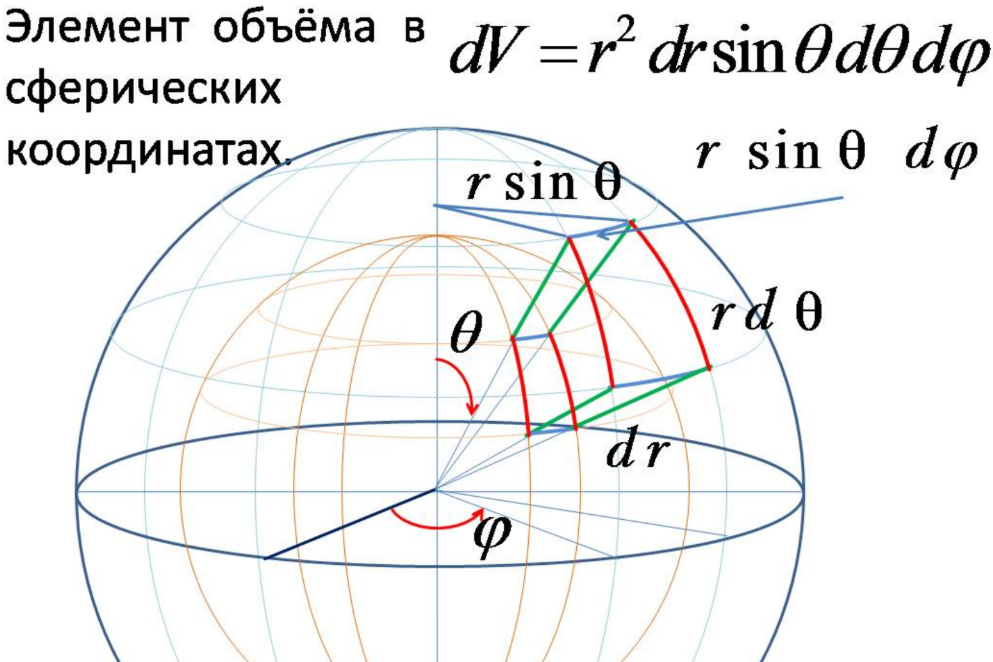 Элемент объёма в
сферических
координатах.
dV = r² dr sin θ dθ dφ
r sin θ dφ
r sin θ
r d θ
θ
d r
φ